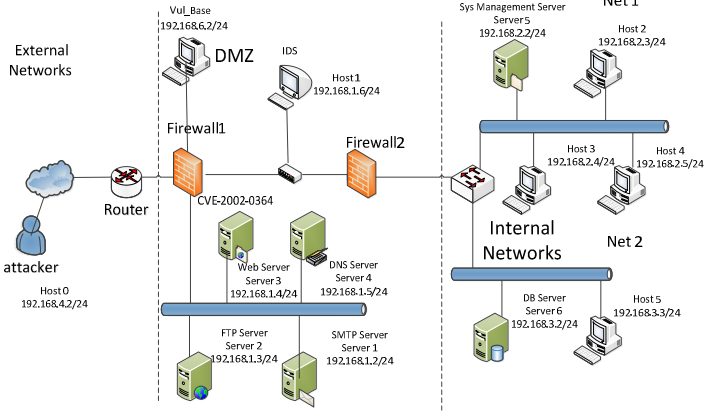 External
Networks
attacker
Host 0
192.168.4.2/24
Router
Vul_Base
192.168.6.2/24
DMZ
Firewall1
CVE-2002-0364
IDS
Host 1
192.168.1.6/24
Firewall2
Web Server
Server 3
192.168.1.4/24
DNS Server
Server 4
192.168.1.5/24
FTP Server
Server 2
192.168.1.3/24
SMTP Server
Server 1
192.168.1.2/24
Sys Management Server
Server 5
192.168.2.2/24
Net 1
Host 2
192.168.2.3/24
Host 3
192.168.2.4/24
Host 4
192.168.2.5/24
Internal
Networks
Net 2
DB Server
Server 6
192.168.3.2/24
Host 5
192.168.3.3/24